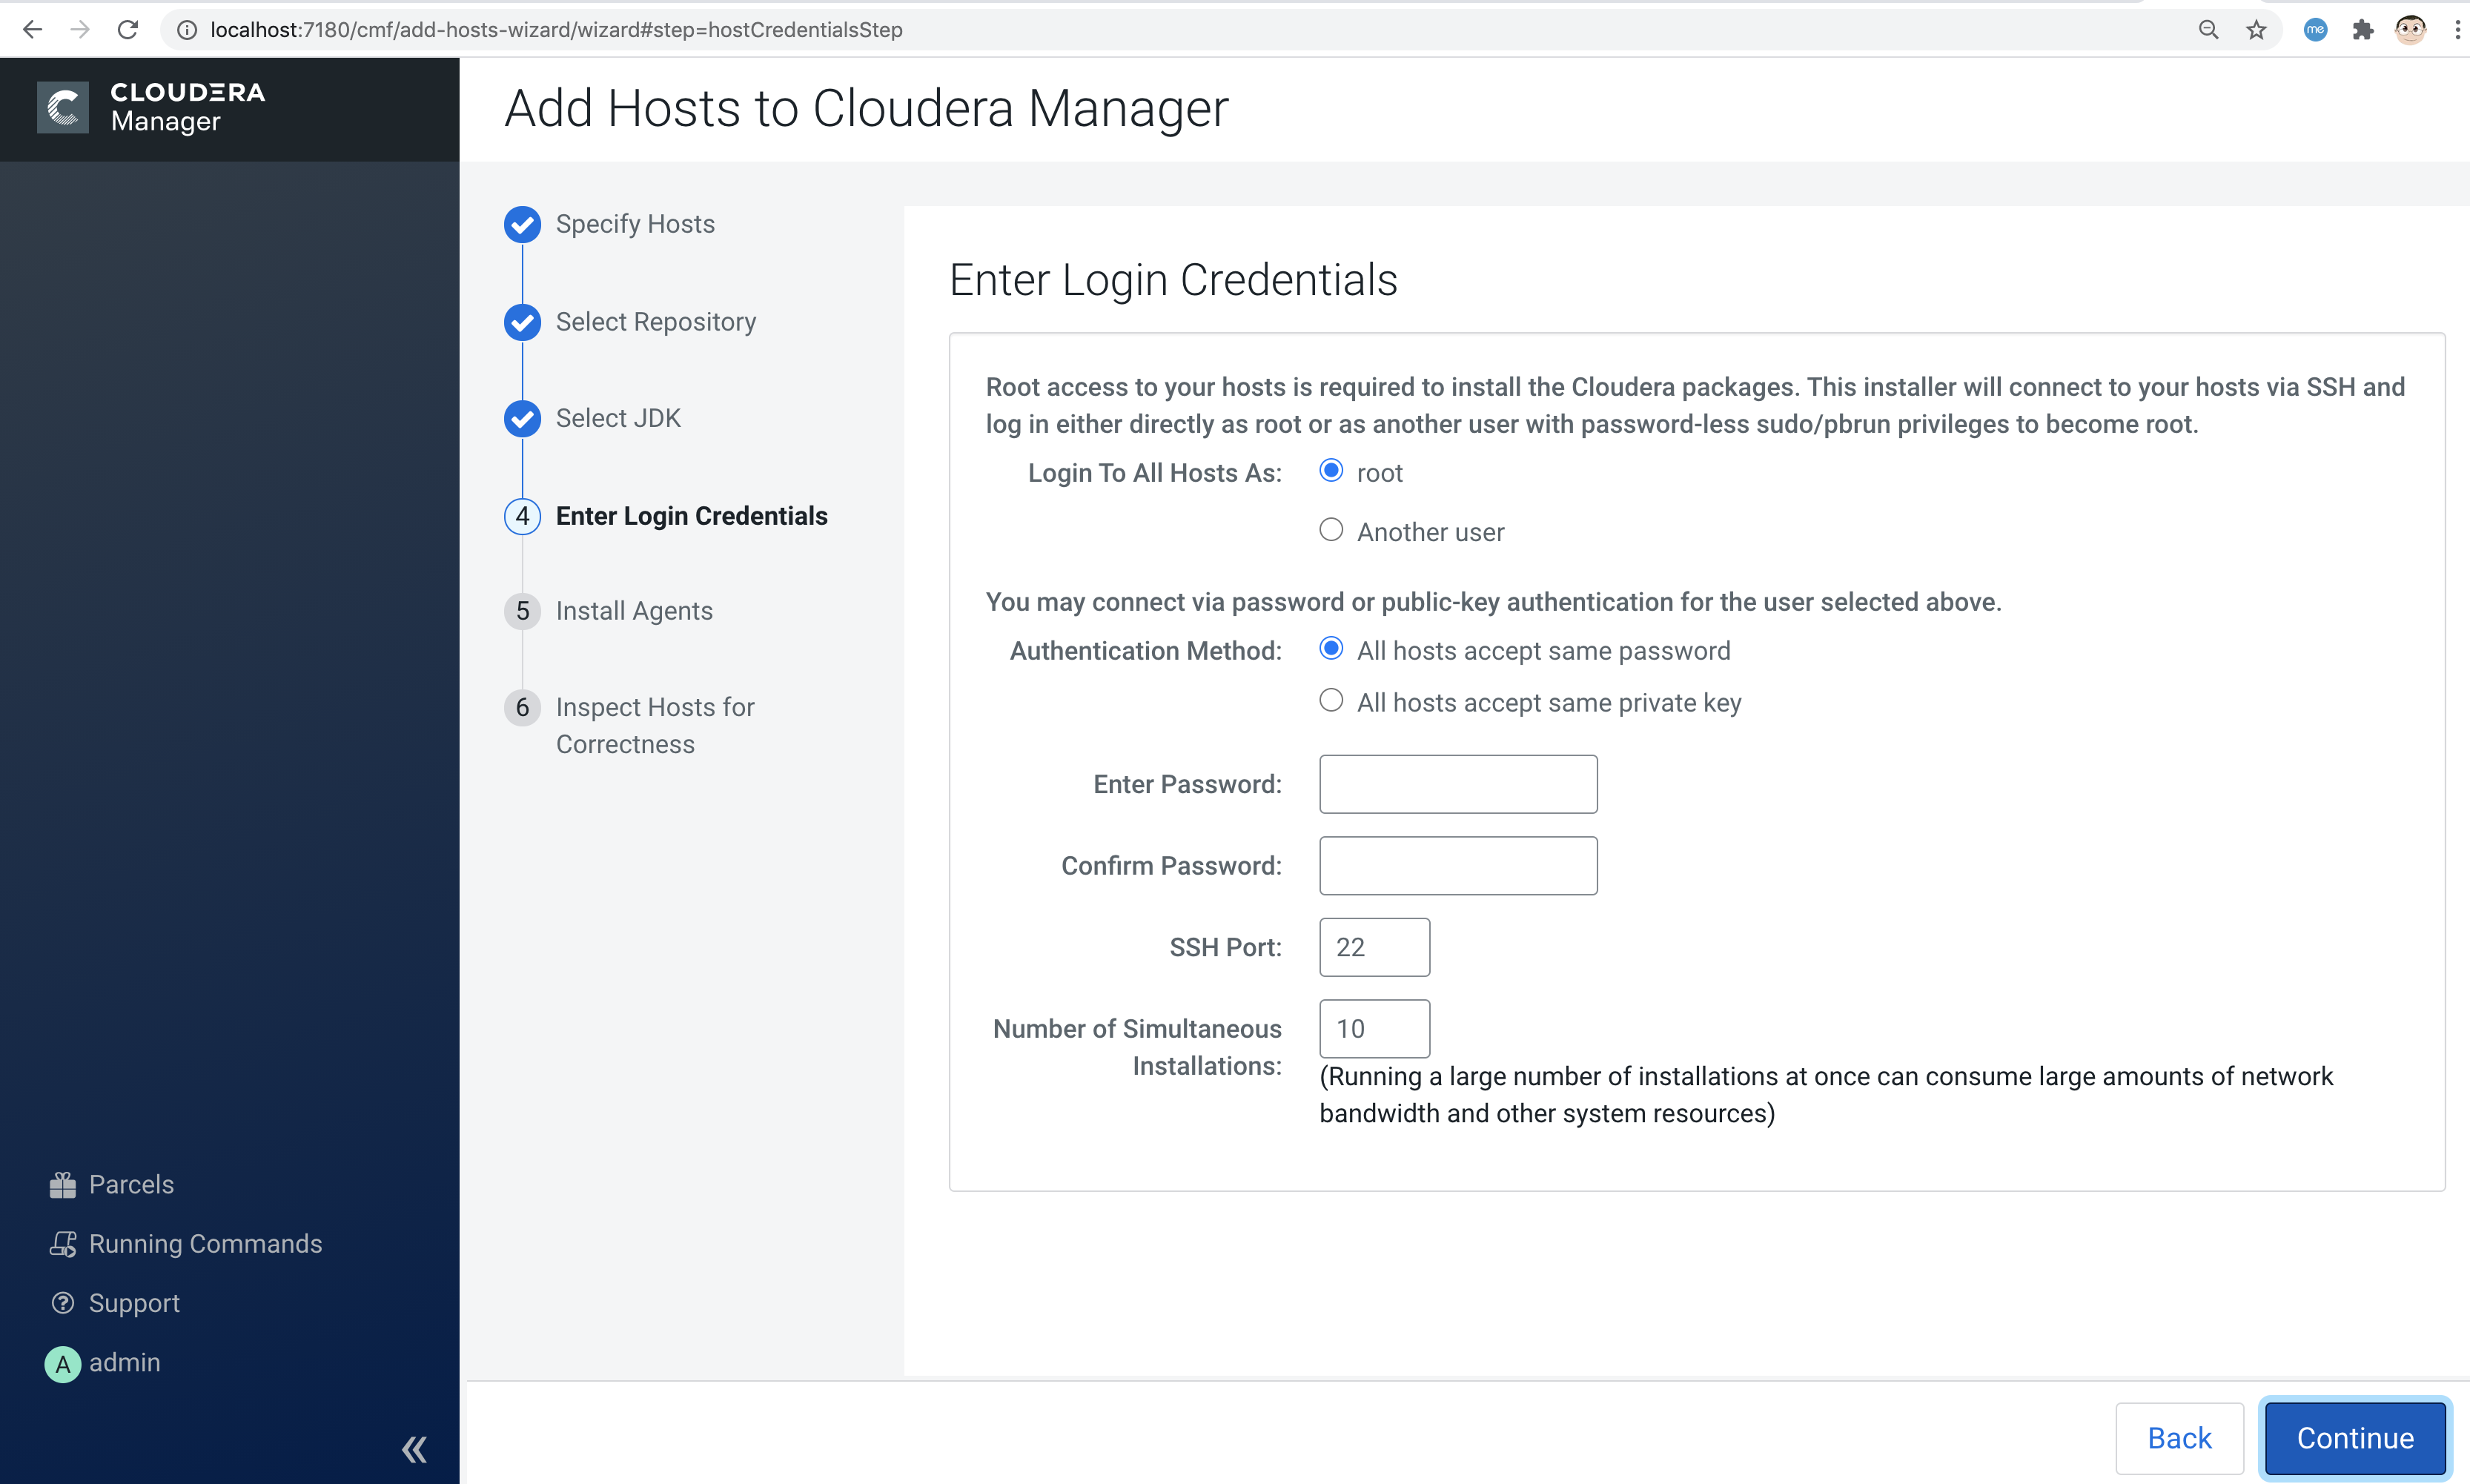 localhost:7180/cmf/add-hosts-wizard/wizard#step=hostCredentialsStep
me
CLOUDERA
Manager
Add Hosts to Cloudera Manager
Specify Hosts
Select Repository
Select JDK
4 Enter Login Credentials
5 Install Agents
6 Inspect Hosts for
Correctness
Enter Login Credentials
Root access to your hosts is required to install the Cloudera packages. This installer will connect to your hosts via SSH and
log in either directly as root or as another user with password-less sudo/pbrun privileges to become root.
Login To All Hosts As: root
Another user
You may connect via password or public-key authentication for the user selected above.
Authentication Method: All hosts accept same password
All hosts accept same private key
Enter Password:
Confirm Password:
SSH Port: 22
Number of Simultaneous 10
Installations:
(Running a large number of installations at once can consume large amounts of network
bandwidth and other system resources)
Parcels
Running Commands
Support
A admin
Back Continue